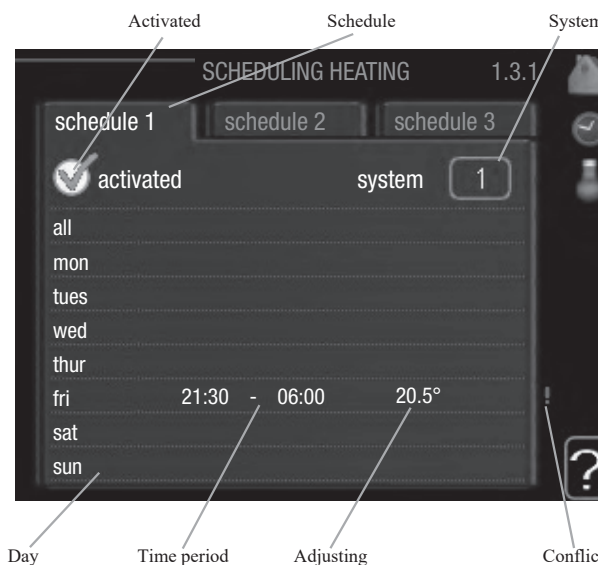 Activated Schedule System
SCHEDULING HEATING 1.3.1
schedule 1 schedule 2 schedule 3
activated system 1
all
mon
tues
wed
thur
fri 21:30 - 06:00 20.5° !
sat
sun
?
Day Time period Adjusting Conflic